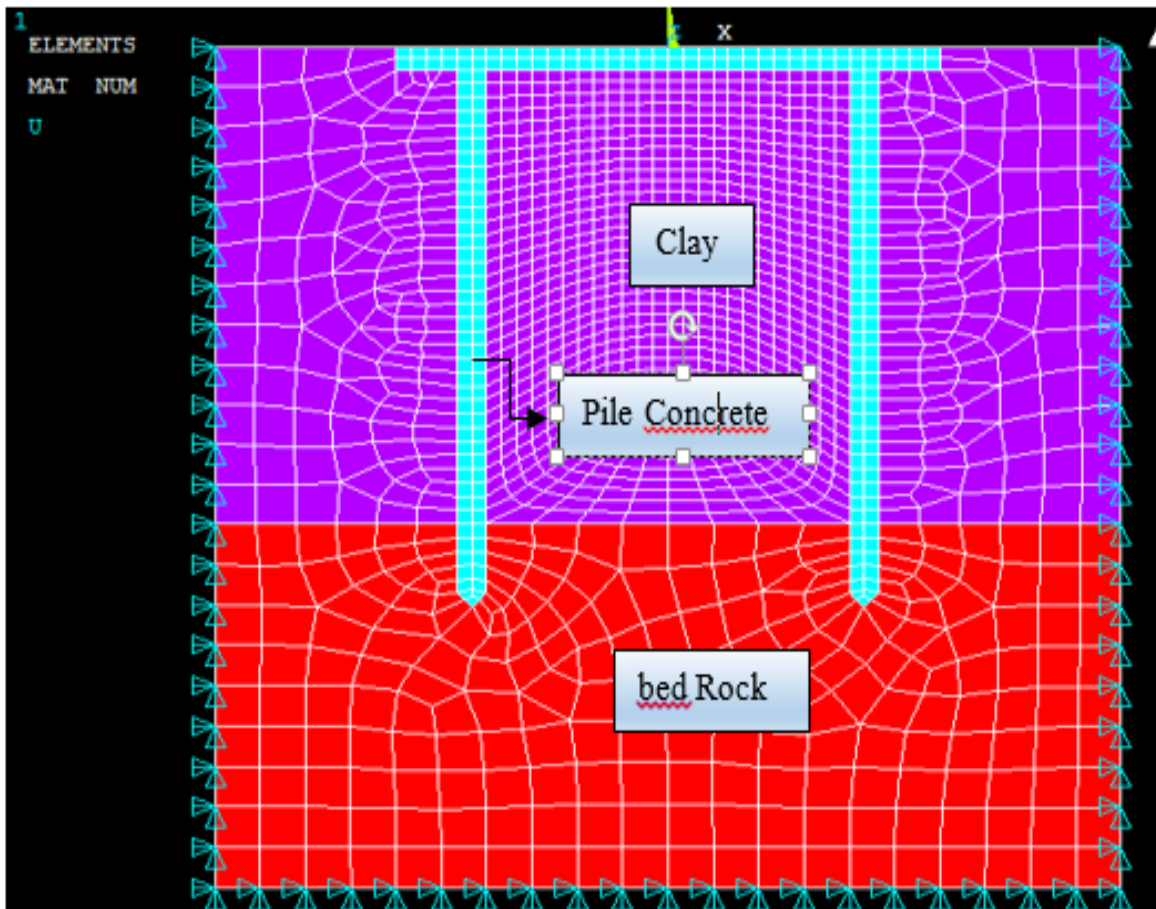 1
ELEMENTS
MAT NUM
U
X
Clay
Pile Concrete
bed Rock